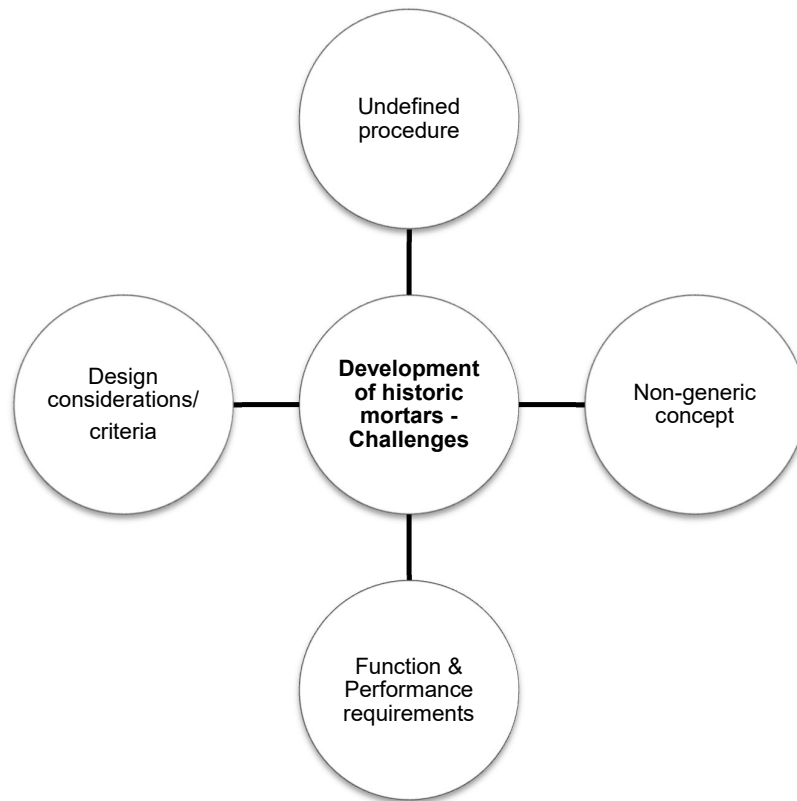 Undefined
procedure
Design
considerations/
criteria
Development
of historic
mortars -
Challenges
Non-generic
concept
Function &
Performance
requirements